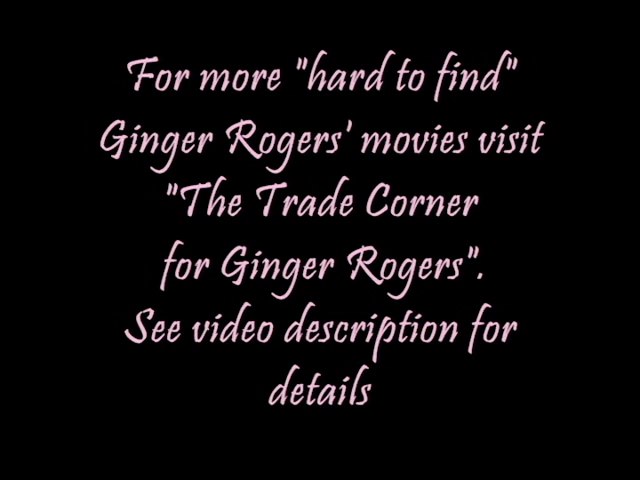 For more "hard to find"
Ginger Rogers' movies visit
"The Trade Corner
for Ginger Rogers".
See video description for
details